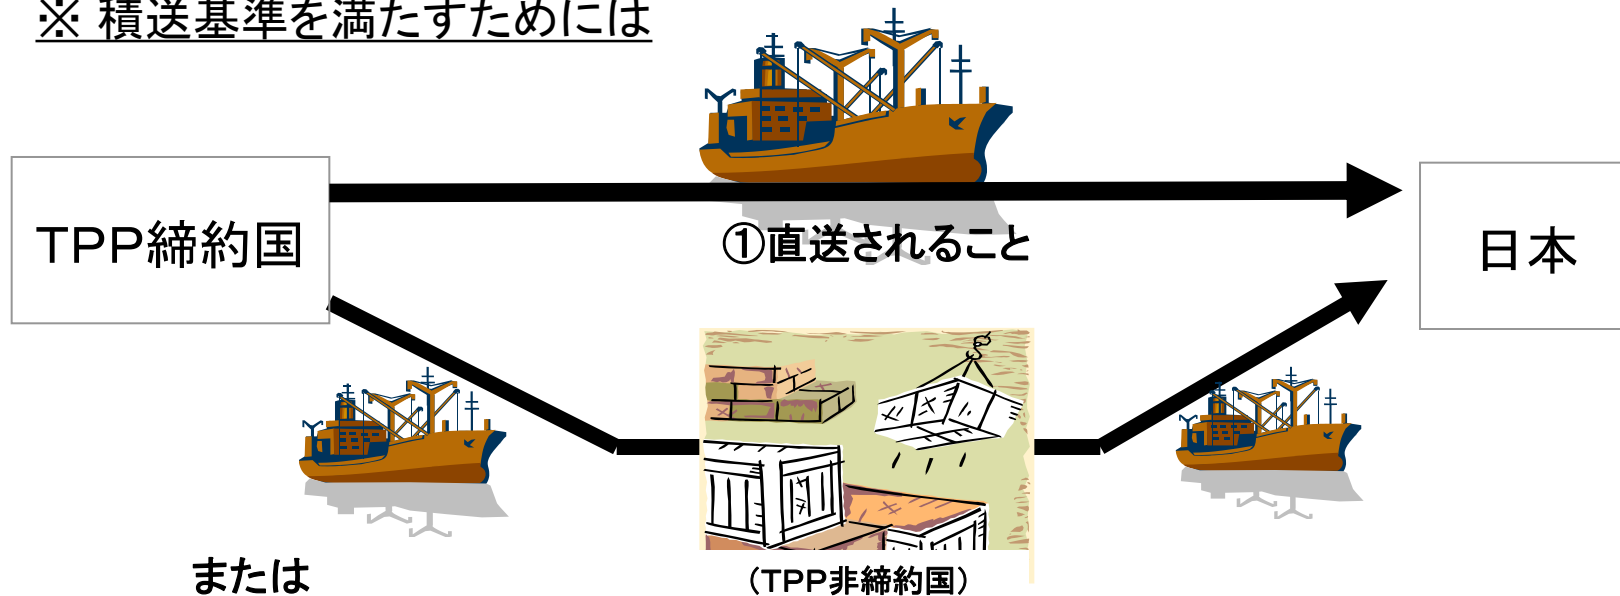 ※ 積送基準を満たすためには
TPP締約国
①直送されること
日本
または
（TPP非締約国）